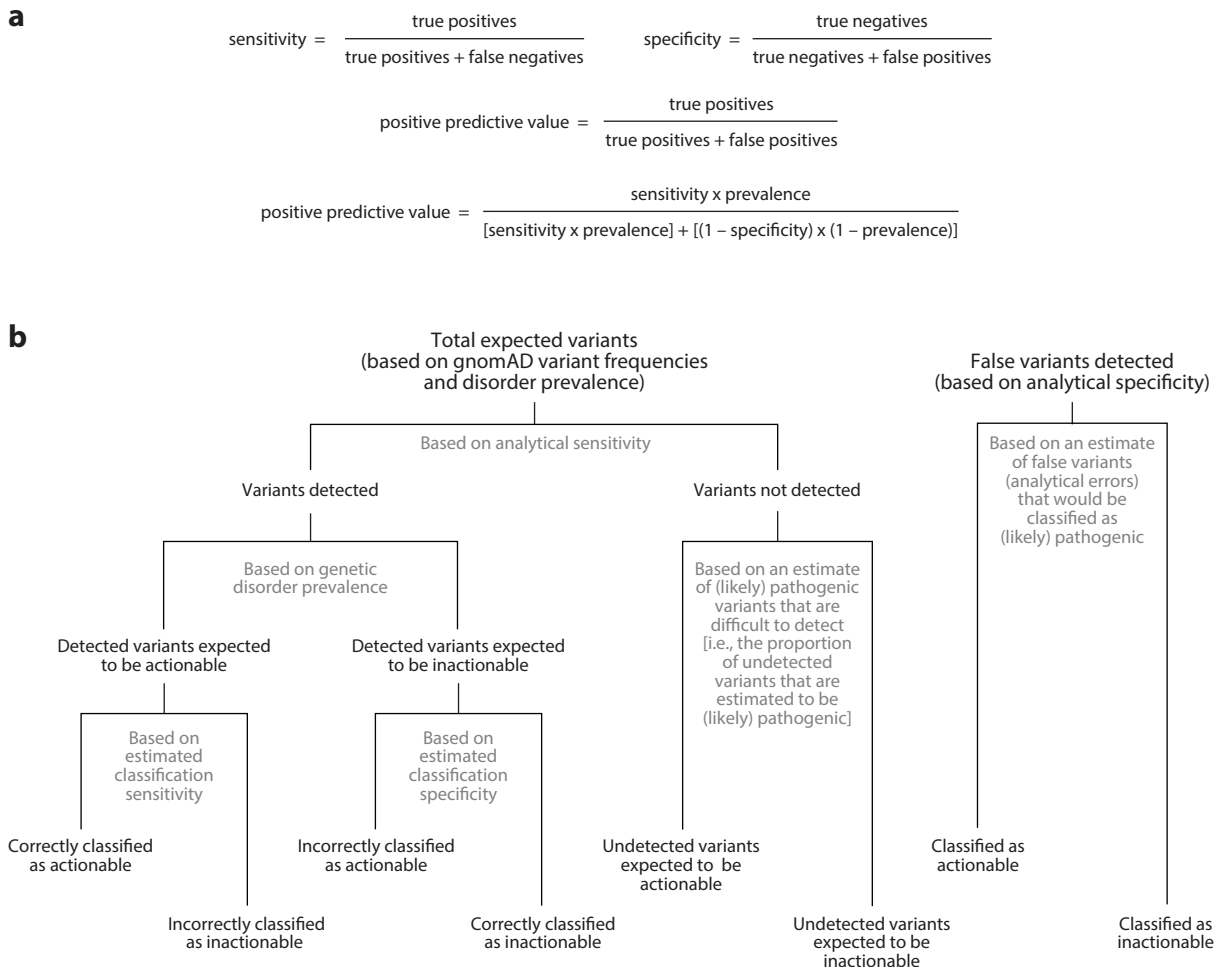 a
sensitivity = true positives
true positives + false negatives
specificity = true negatives
true negatives + false positives
positive predictive value = true positives
true positives + false positives
positive predictive value = sensitivity x prevalence
[sensitivity x prevalence] + [(1 – specificity) x (1 – prevalence)]
b
Total expected variants
(based on gnomAD variant frequencies
and disorder prevalence)
False variants detected
(based on analytical specificity)
Based on analytical sensitivity
Based on an estimate
of false variants
(analytical errors)
that would be
classified as
(likely) pathogenic
Variants detected
Variants not detected
Based on genetic
disorder prevalence
Based on an estimate
of (likely) pathogenic
variants that are
difficult to detect
[i.e., the proportion
of undetected
variants that are
estimated to be
(likely) pathogenic]
Detected variants expected
to be actionable
Detected variants expected
to be inactionable
Based on
estimated
classification
sensitivity
Based on
estimated
classification
specificity
Correctly classified
as actionable
Incorrectly classified
as actionable
Undetected variants
expected to be
actionable
Classified as
actionable
Incorrectly classified
as inactionable
Correctly classified
as inactionable
Undetected variants
expected to be
inactionable
Classified as
inactionable